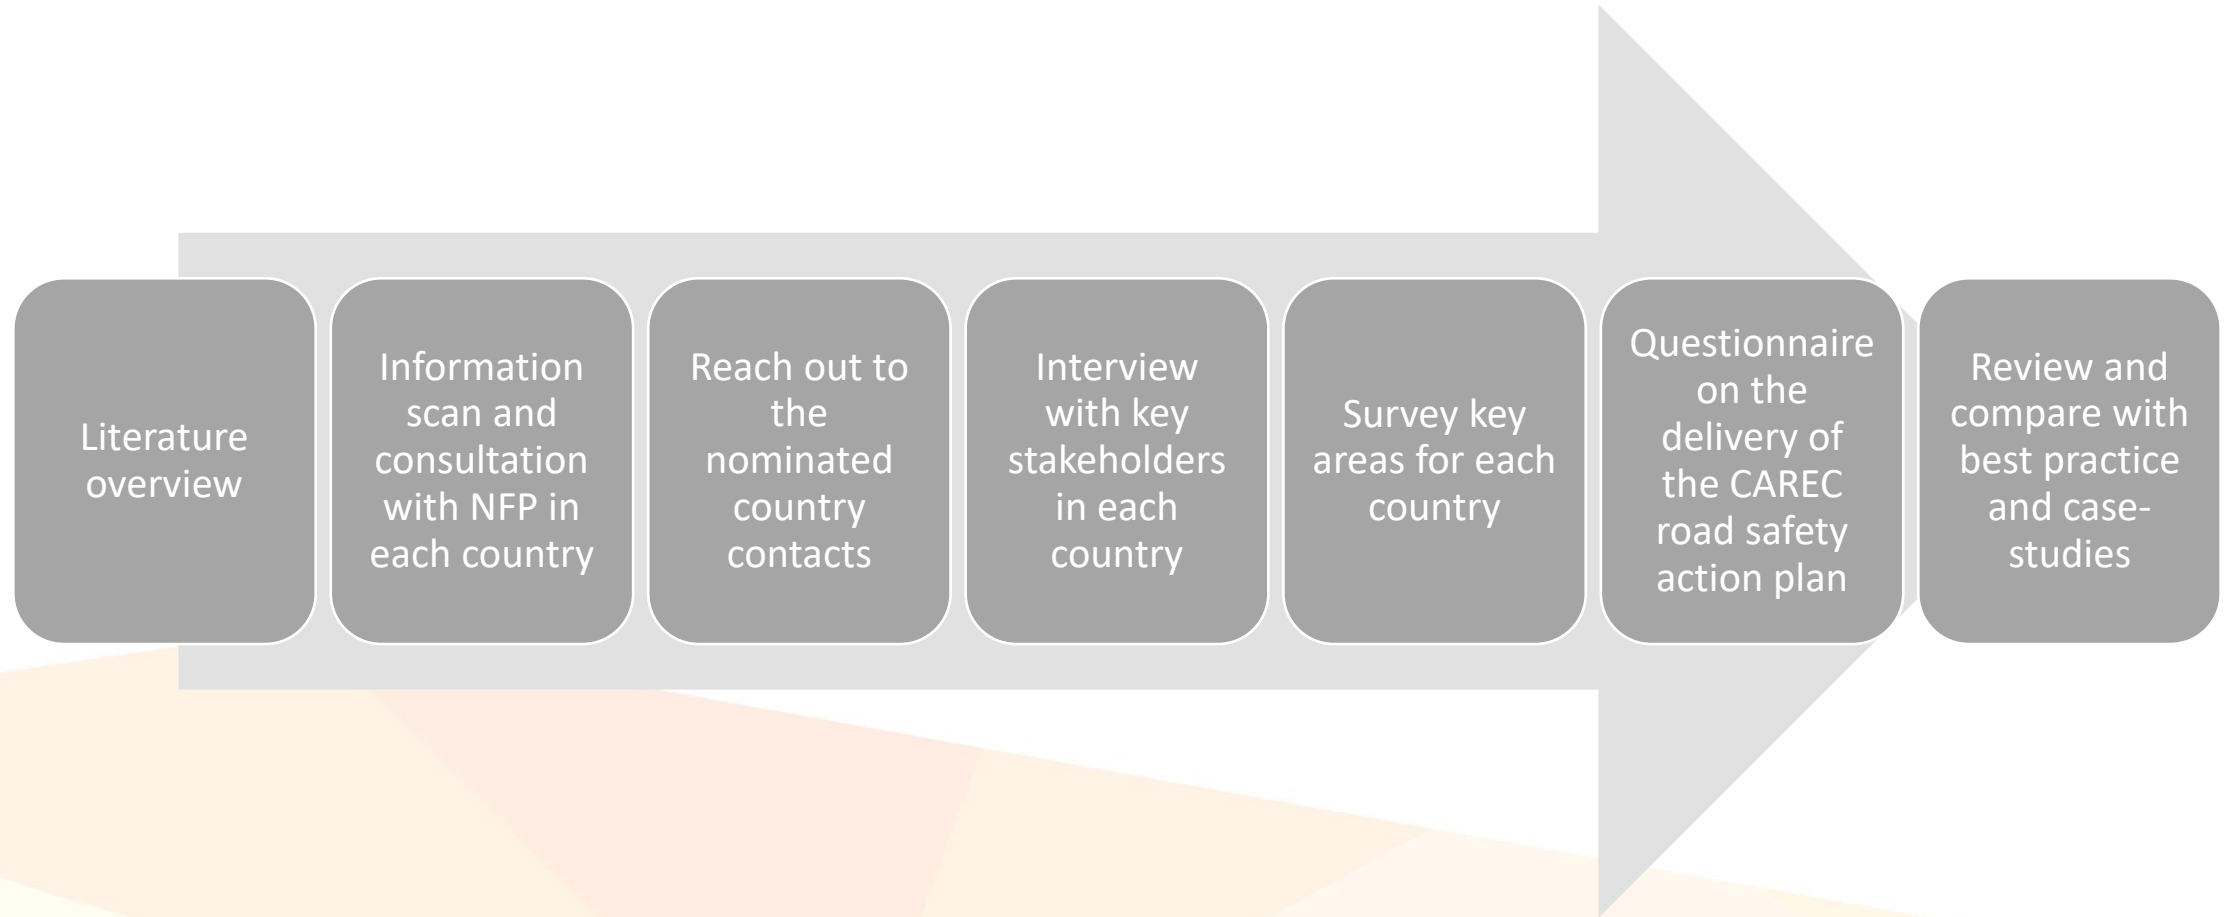 Literature
overview
Information
scan and
consultation
with NFP in
each country
Reach out to
the
nominated
country
contacts
Interview
with key
stakeholders
in each
country
Survey key
areas for each
country
Questionnaire
on the
delivery of
the CAREC
road safety
action plan
Review and
compare with
best practice
and case-
studies